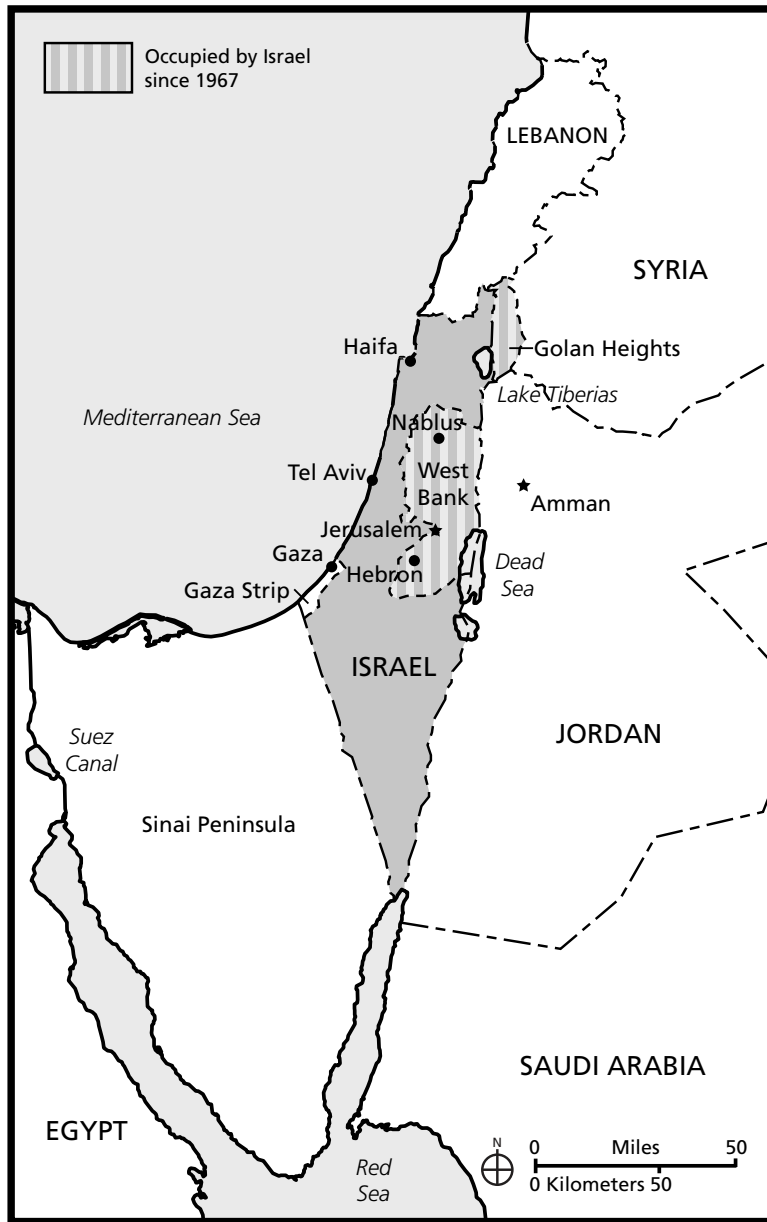 Occupied by Israel
since 1967
LEBANON
SYRIA
Haifa
Golan Heights
Lake Tiberias
Mediterranean Sea
Nablus
Tel Aviv
West
Bank
Amman
Jerusalem
Gaza
Hebron
Dead
Sea
Gaza Strip
ISRAEL
Suez
Canal
JORDAN
Sinai Peninsula
SAUDI ARABIA
EGYPT
N
0 Miles 50
0 Kilometers 50
Red
Sea